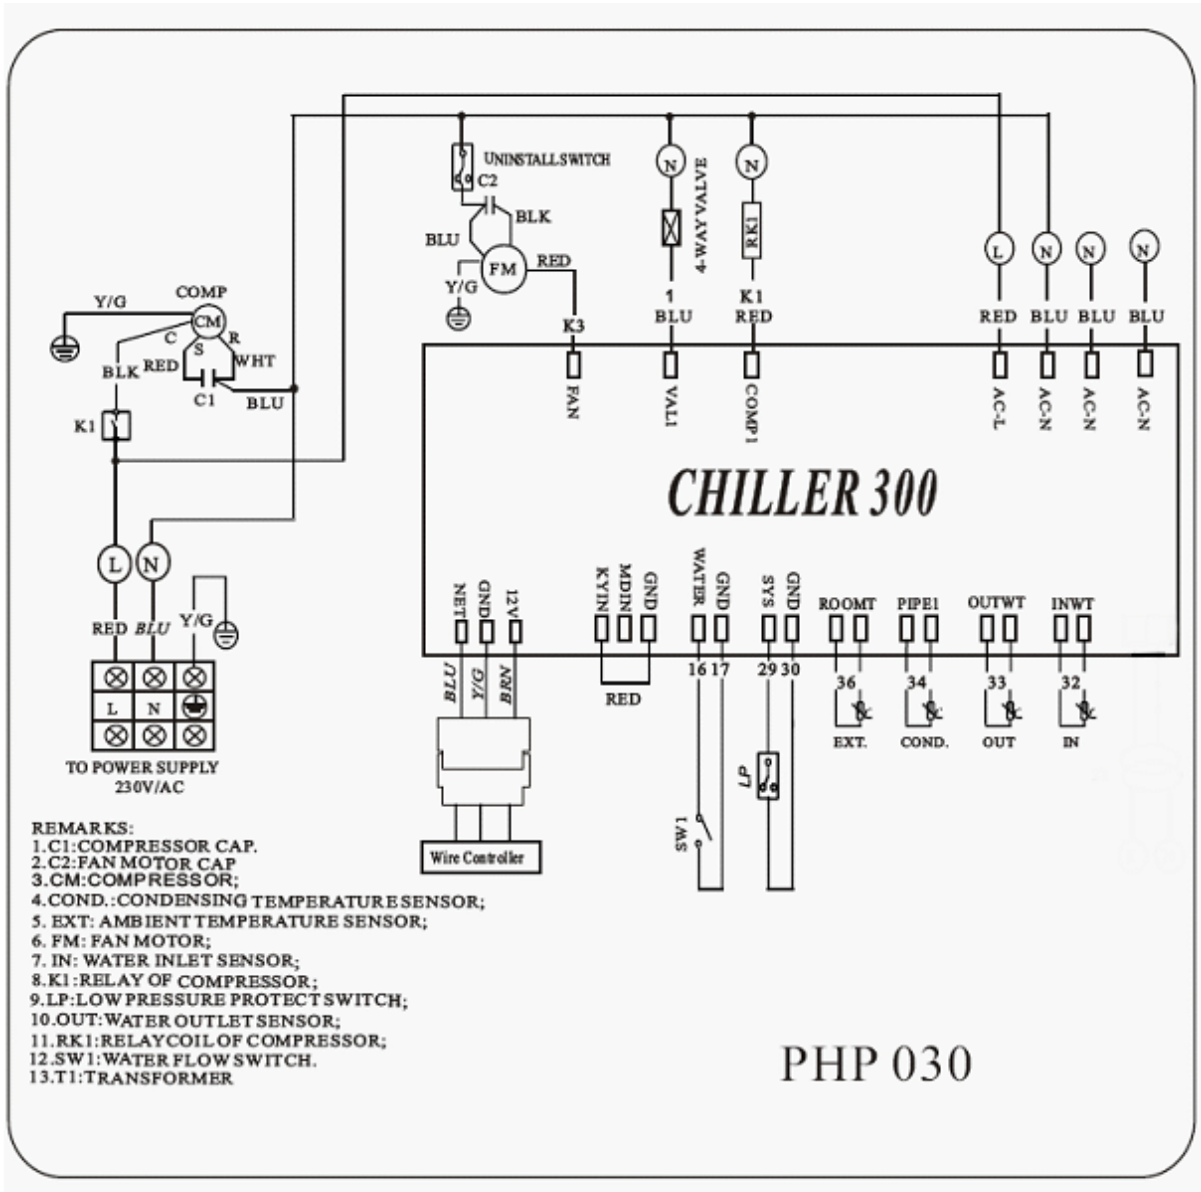 UNINSTALLSWITCH
C2
BLK
BLU
FM
RED
Y/G
K3
N
4-WAYVALVE
1
BLU
N
RK1
K1
RED
L
N
N
N
RED
BLU
BLU
BLU
COMP
Y/G
CM
C
R
S
RED
WHT
BLK
C1
BLU
K1
FAN
VAL1
COMP1
AC-L
AC-N
AC-N
AC-N
CHILLER 300
L
N
RED
BLU
Y/G
L
N
TO POWER SUPPLY
230V/AC
NET
GND
12V
KYIN
MDIN
GND
WATER
GND
SYS
GND
ROOMT
PIPE1
OUTWT
INWT
BLU
Y/G
BRN
RED
16
17
29
30
36
34
33
32
EXT.
COND.
OUT
IN
LP
SW1
Wire Controller
REMARKS:
1.C1:COMPRESSOR CAP.
2.C2:FAN MOTOR CAP
3.CM:COMPRESSOR;
4.COND.:CONDENSING TEMPERATURE SENSOR;
5. EXT: AMBIENT TEMPERATURE SENSOR;
6. FM: FAN MOTOR;
7. IN: WATER INLET SENSOR;
8.K1:RELAY OF COMPRESSOR;
9.LP:LOW PRESSURE PROTECT SWITCH;
10.OUT:WATER OUTLET SENSOR;
11.RK1:RELAYCOIL OF COMPRESSOR;
12.SW1:WATER FLOW SWITCH.
13.T1:TRANSFORMER
PHP 030